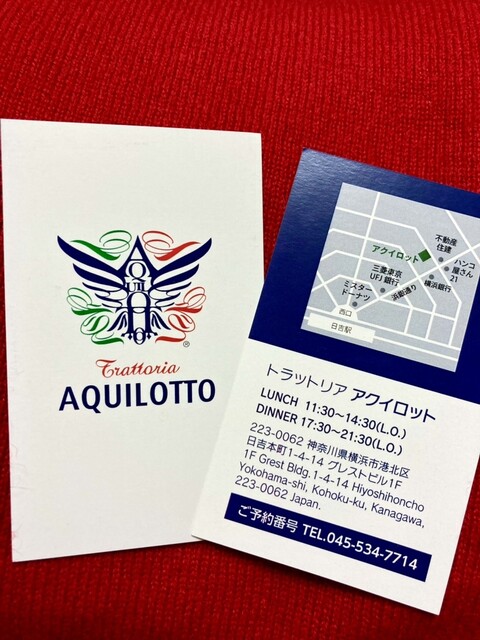 Trattoria
AQUILOTTO
®
アクイロット
不動産
住建
ハンコ
屋さん
21
三菱東京
UFJ 銀行
横浜銀行
ミスター
ドーナツ
浜銀通り
西口
日吉駅
トラットリア アクイロット
LUNCH 11:30~14:30(L.O.)
DINNER 17:30~21:30(L.O.)
223-0062 神奈川県横浜市港北区
日吉本町1-4-14 グレストビル1F
1F Grest Bldg.1-4-14 Hiyoshihoncho
Yokohama-shi, Kohoku-ku, Kanagawa,
223-0062 Japan.
ご予約番号 TEL.045-534-7714